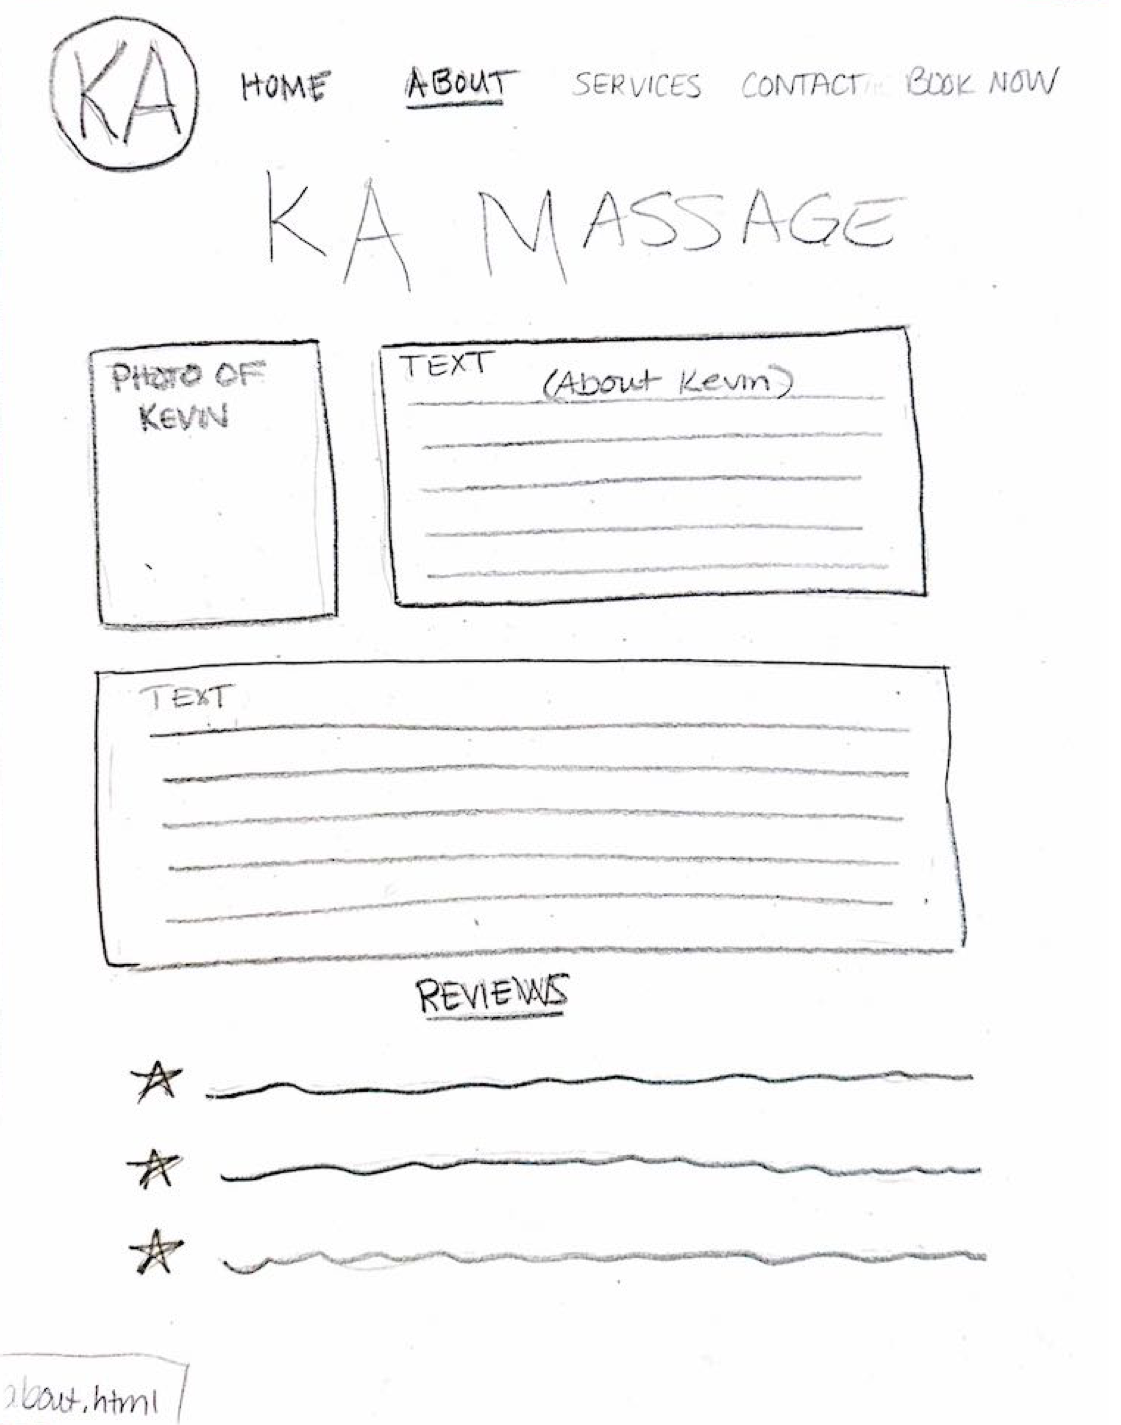 KA
HOME ABOUT SERVICES CONTACT BOOK NOW
KA MASSAGE
PHOTO OF
KEVIN
TEXT
(About Kevin)
TEXT
REVIEWS
about.html